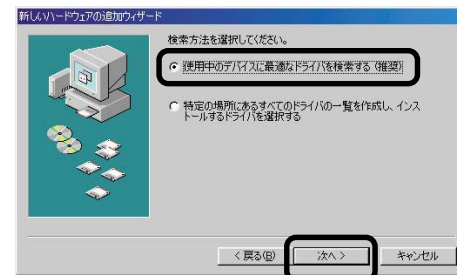 新しいハードウェアの追加ウィザード
検索方法を選択してください。
使用中のデバイスに最適なドライバを検索する (推奨)
特定の場所にあるすべてのドライバの一覧を作成し、インス
トールするドライバを選択する
< 戻る(B)
次へ >
キャンセル